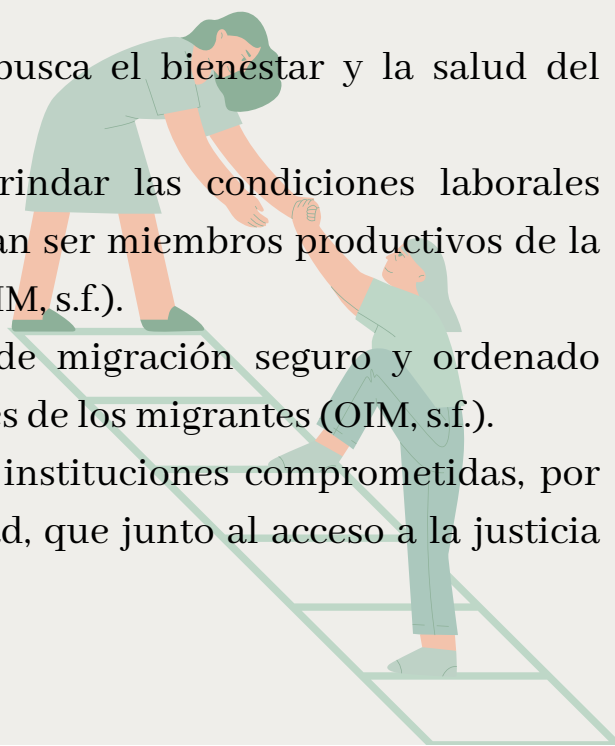 busca el bienestar y la salud del
rindar las condiciones laborales
an ser miembros productivos de la
IM, s.f.).
de migración seguro y ordenado
es de los migrantes (OIM, s.f.).
instituciones comprometidas, por
d, que junto al acceso a la justicia